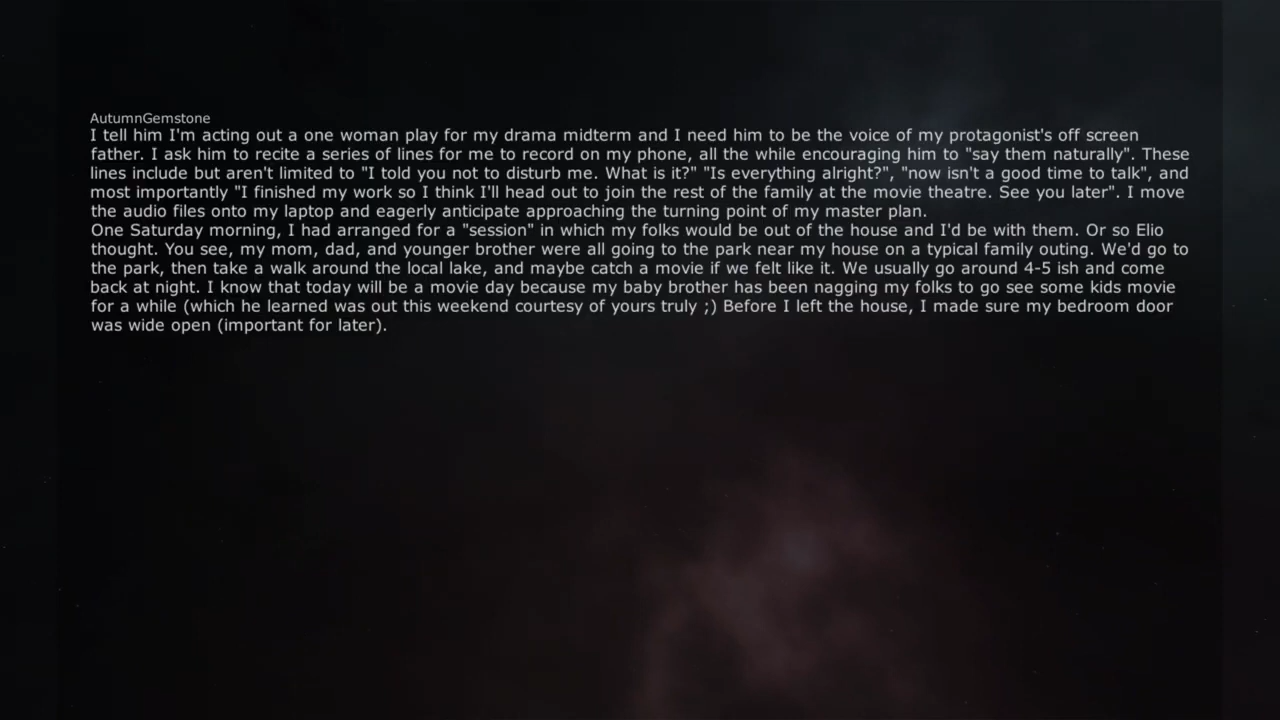 AutumnGemstone
I tell him I'm acting out a one woman play for my drama midterm and I need him to be the voice of my protagonist's off screen
father. I ask him to recite a series of lines for me to record on my phone, all the while encouraging him to "say them naturally". These
lines include but aren't limited to "I told you not to disturb me. What is it?" "Is everything alright?", "now isn't a good time to talk", and
most importantly "I finished my work so I think I'll head out to join the rest of the family at the movie theatre. See you later". I move
the audio files onto my laptop and eagerly anticipate approaching the turning point of my master plan.
One Saturday morning, I had arranged for a "session" in which my folks would be out of the house and I'd be with them. Or so Elio
thought. You see, my mom, dad, and younger brother were all going to the park near my house on a typical family outing. We'd go to
the park, then take a walk around the local lake, and maybe catch a movie if we felt like it. We usually go around 4-5 ish and come
back at night. I know that today will be a movie day because my baby brother has been nagging my folks to go see some kids movie
for a while (which he learned was out this weekend courtesy of yours truly ;) Before I left the house, I made sure my bedroom door
was wide open (important for later).